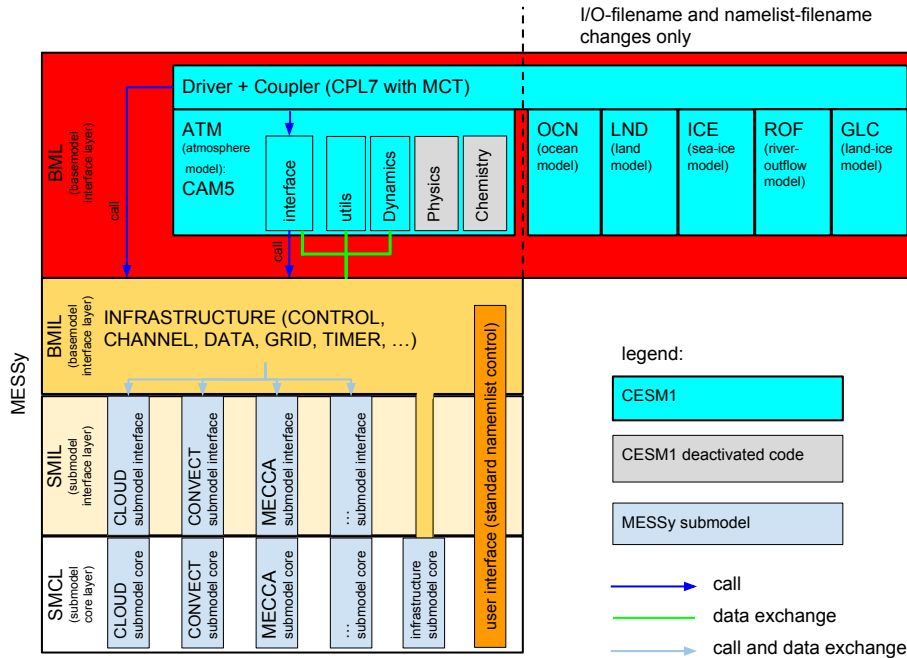 I/O-filename and namelist-filename
changes only
Driver + Coupler (CPL7 with MCT)
BML
(basemodel
interface layer)
call
ATM
(atmosphere
model):
CAM5
interface
utils
Dynamics
Physics
Chemistry
call
OCN
(ocean
model)
LND
(land
model)
ICE
(sea-ice
model)
ROF
(river-
outflow
model)
GLC
(land-ice
model)
MESSy
BMIL
(basemodel
interface layer)
INFRASTRUCTURE (CONTROL,
CHANNEL, DATA, GRID, TIMER, …)
SMIL
(submodel
interface layer)
CLOUD
submodel interface
CONVECT
submodel interface
MECCA
submodel interface
…
submodel interface
user interface (standard namemlist control)
SMCL
(submodel
core layer)
CLOUD
submodel core
CONVECT
submodel core
MECCA
submodel core
…
submodel core
infrastructure
submodel core
legend:
CESM1
CESM1 deactivated code
MESSy submodel
call
data exchange
call and data exchange